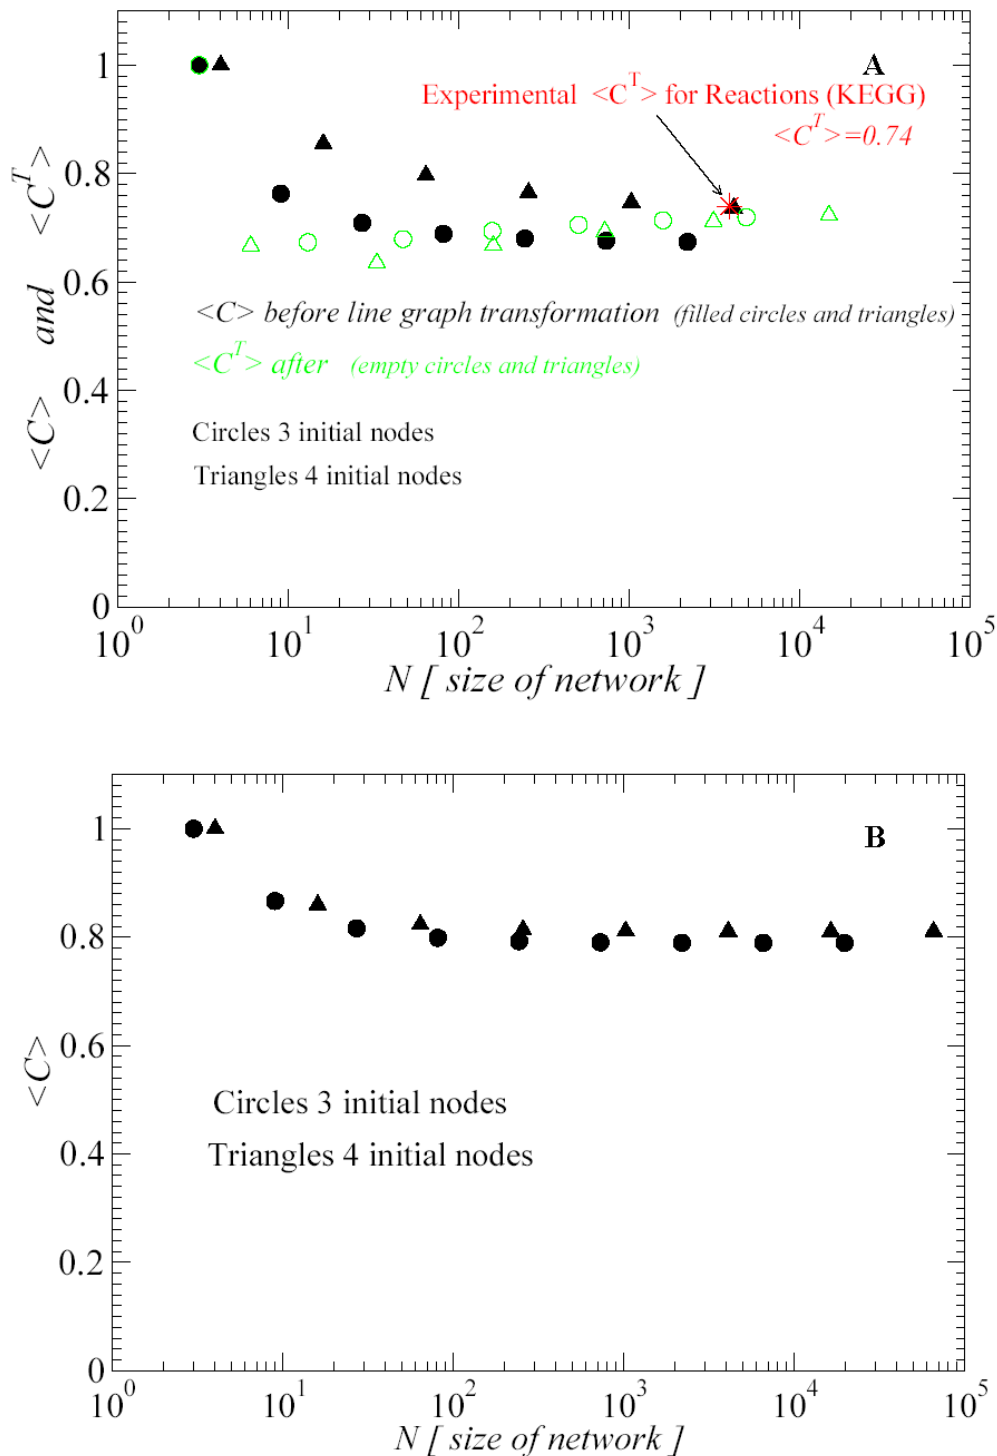 A
Experimental <C^T> for Reactions (KEGG)
<C^T>=0.74
<C> before line graph transformation (filled circles and triangles)
<C^T> after (empty circles and triangles)
Circles 3 initial nodes
Triangles 4 initial nodes
<C> and <C^T>
1
0.8
0.6
0.4
0.2
0
10^0 10^1 10^2 10^3 10^4 10^5
N [ size of network ]
B
Circles 3 initial nodes
Triangles 4 initial nodes
<C>
1
0.8
0.6
0.4
0.2
0
10^0 10^1 10^2 10^3 10^4 10^5
N [ size of network ]